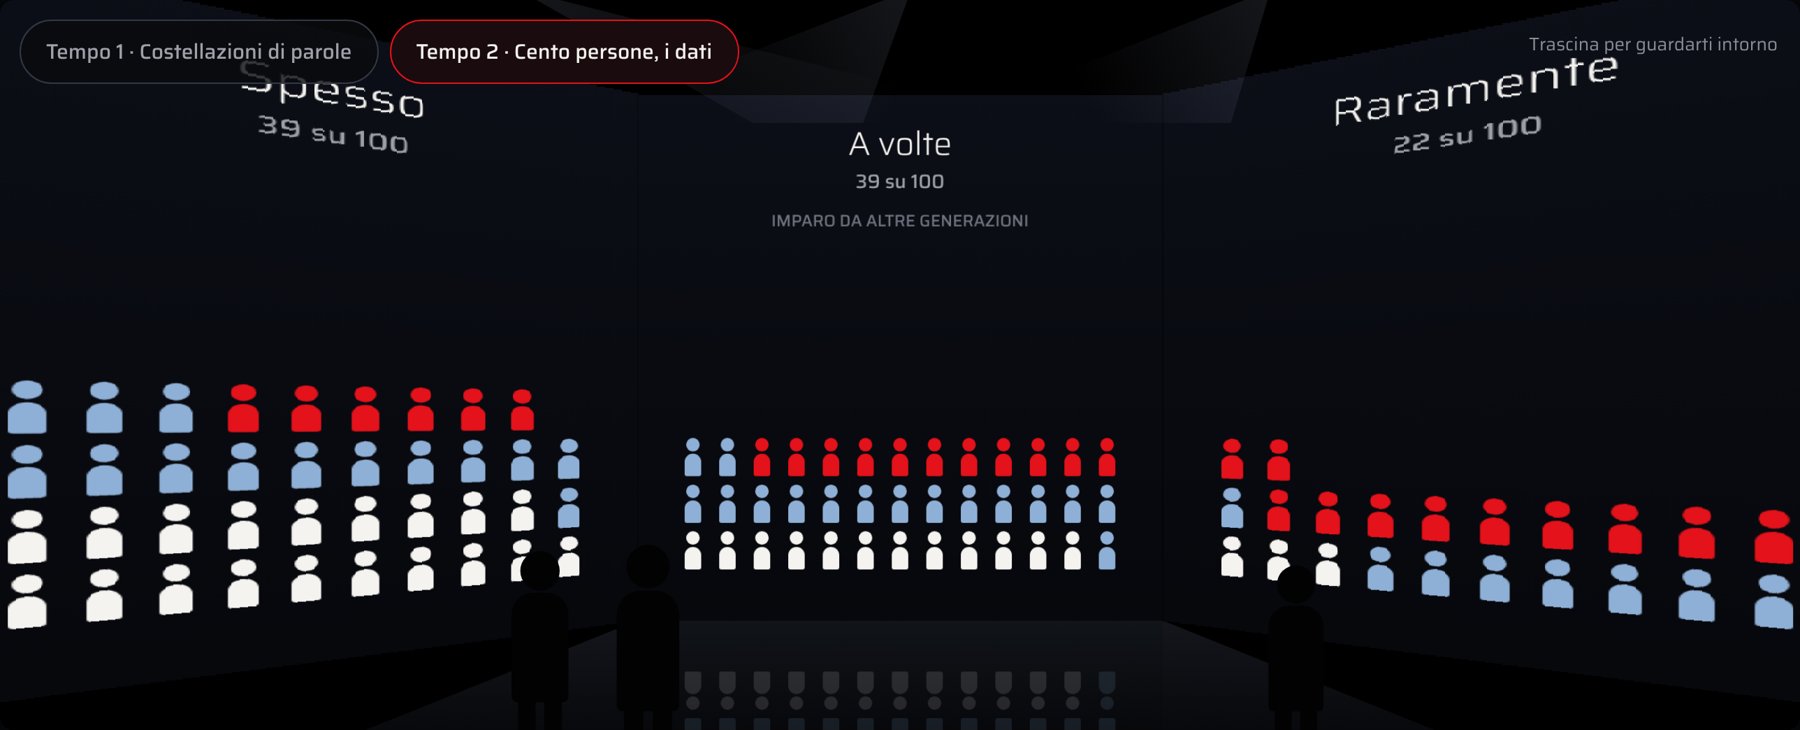 Tempo 1 · Costellazioni di parole
Tempo 2 · Cento persone, i dati
Trascina per guardarti intorno
Spesso
39 su 100
A volte
39 su 100
IMPARO DA ALTRE GENERAZIONI
Raramente
22 su 100